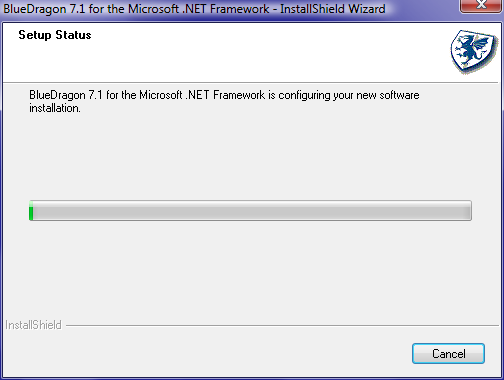 BlueDragon 7.1 for the Microsoft .NET Framework - InstallShield Wizard
Setup Status
BlueDragon 7.1 for the Microsoft .NET Framework is configuring your new software
installation.
InstallShield
Cancel